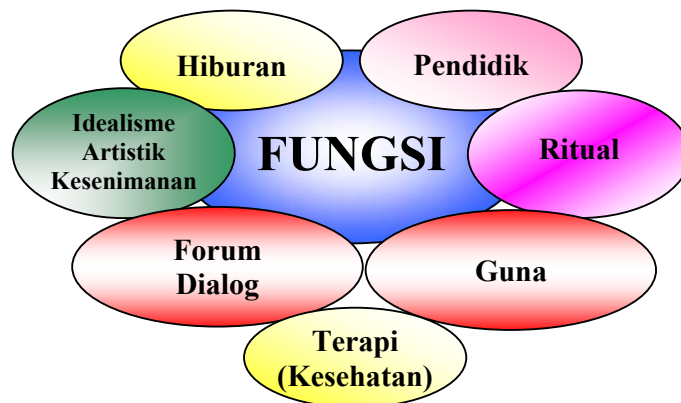 Hiburan
Pendidik
Idealisme
Artistik
Kesenimanan
FUNGSI
Ritual
Forum
Dialog
Guna
Terapi
(Kesehatan)